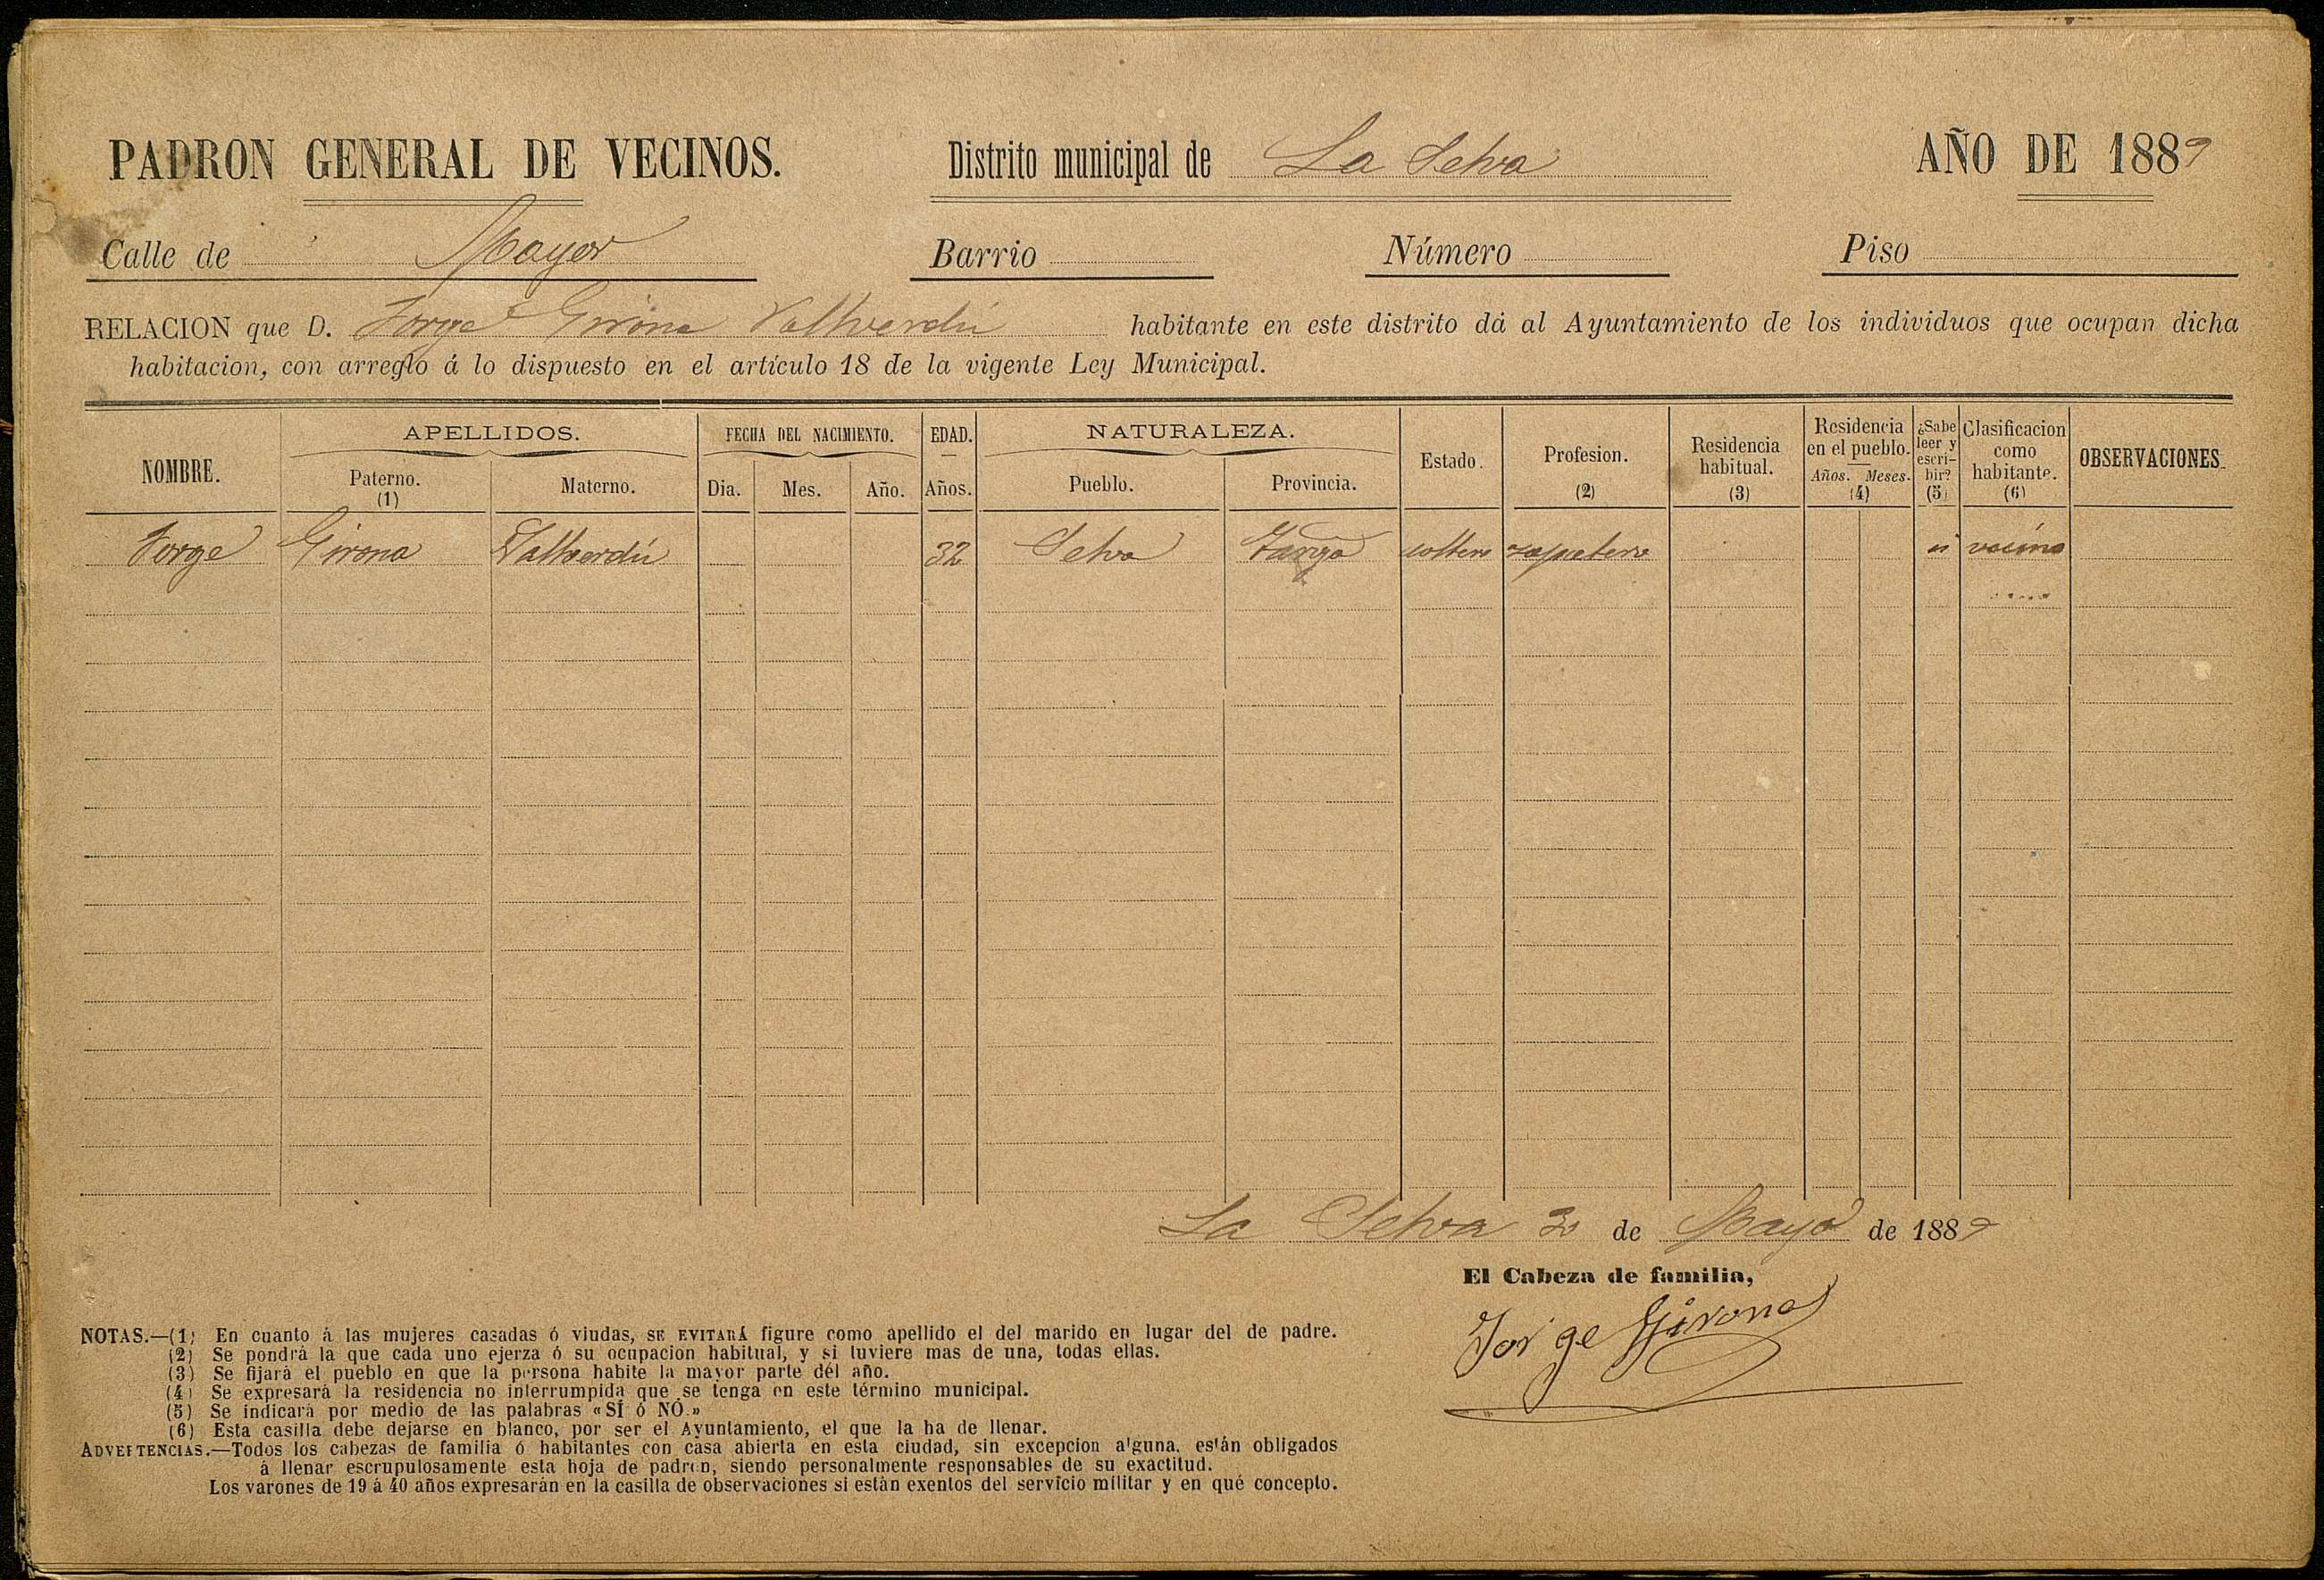 PADRON GENERAL DE VECINOS. Distrito municipal de La Selva AÑO DE 1889
Calle de Mayor Barrio Número Piso
RELACION que D. Jorge Girona Vallverdú habitante en este distrito dá al Ayuntamiento de los individuos que ocupan dicha
habitacion, con arreglo á lo dispuesto en el artículo 18 de la vigente Ley Municipal.
NOMBRE. APELLIDOS. Paterno. (1) Materno. FECHA DEL NACIMIENTO. Dia. Mes. Año. EDAD. Años. NATURALEZA. Pueblo. Provincia. Estado. Profesion. (2) Residencia habitual. (3) Residencia en el pueblo. Años. Meses. (4) ¿Sabe leer y escribir? (5) Clasificacion como habitante. (6) OBSERVACIONES.
Jorge Girona Vallverdú 32 Selva soltero zapatero si vecino
La Selva de Mayo de 1889
El Cabeza de familia,
Jorge Girona
NOTAS.—(1) En cuanto á las mujeres casadas ó viudas, SE EVITARÁ figure como apellido el del marido en lugar del de padre.
(2) Se pondrá la que cada uno ejerza ó su ocupacion habitual, y si tuviere mas de una, todas ellas.
(3) Se fijará el pueblo en que la persona habite la mayor parte dél año.
(4) Se expresará la residencia no interrumpida que se tenga en este término municipal.
(5) Se indicará por medio de las palabras «SÍ ó NÓ.»
(6) Esta casilla debe dejarse en blanco, por ser el Ayuntamiento, el que la ha de llenar.
ADVERTENCIAS.—Todos los cabezas de familia ó habitantes con casa abierta en esta ciudad, sin excepcion alguna, están obligados
á llenar escrupulosamente esta hoja de padron, siendo personalmente responsables de su exactitud.
Los varones de 19 á 40 años expresarán en la casilla de observaciones si están exentos del servicio militar y en qué concepto.